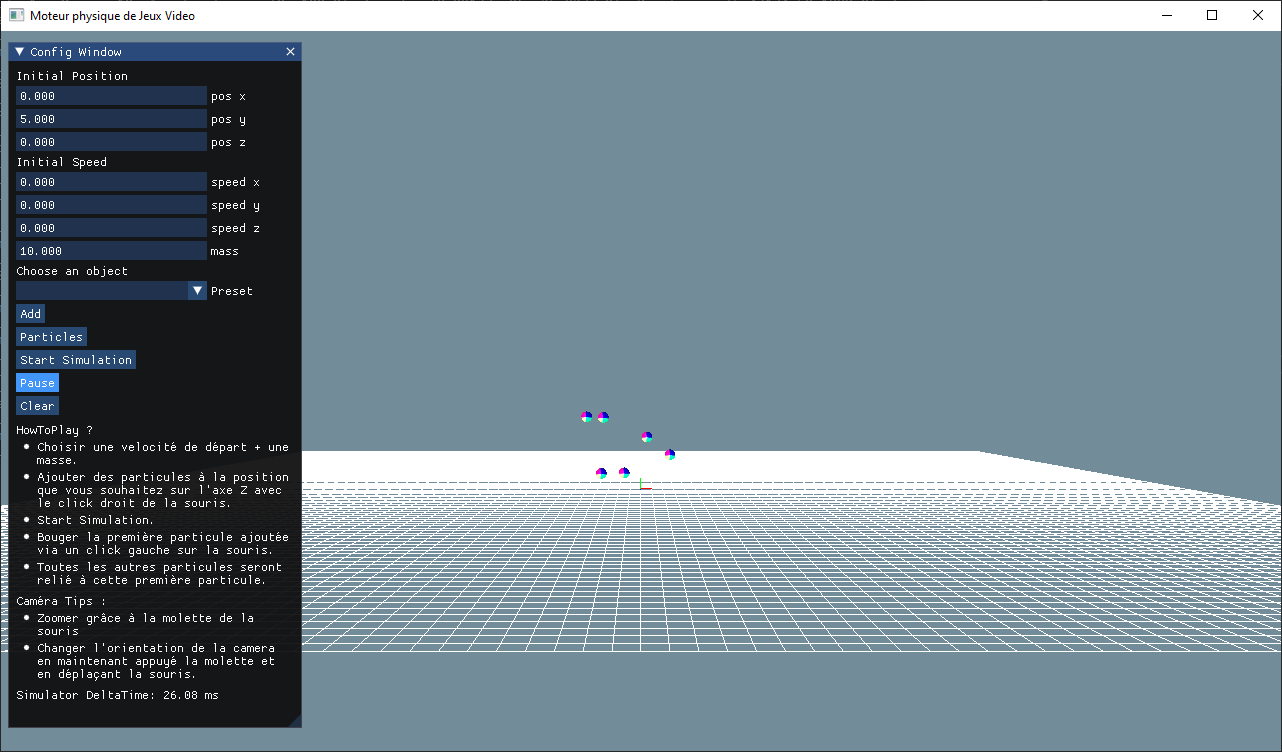 Moteur physique de Jeux Video
Config Window
Initial Position
0.000 pos x
5.000 pos y
0.000 pos z
Initial Speed
0.000 speed x
0.000 speed y
0.000 speed z
10.000 mass
Choose an object
Preset
Add
Particles
Start Simulation
Pause
Clear
HowToPlay ?
Choisir une velocité de départ + une
masse.
Ajouter des particules à la position
que vous souhaitez sur l'axe Z avec
le click droit de la souris.
Start Simulation.
Bouger la première particule ajoutée
via un click gauche sur la souris.
Toutes les autres particules seront
relié à cette première particule.
Caméra Tips :
Zoomer grâce à la molette de la
souris
Changer l'orientation de la camera
en maintenant appuyé la molette et
en déplaçant la souris.
Simulator DeltaTime: 26.08 ms